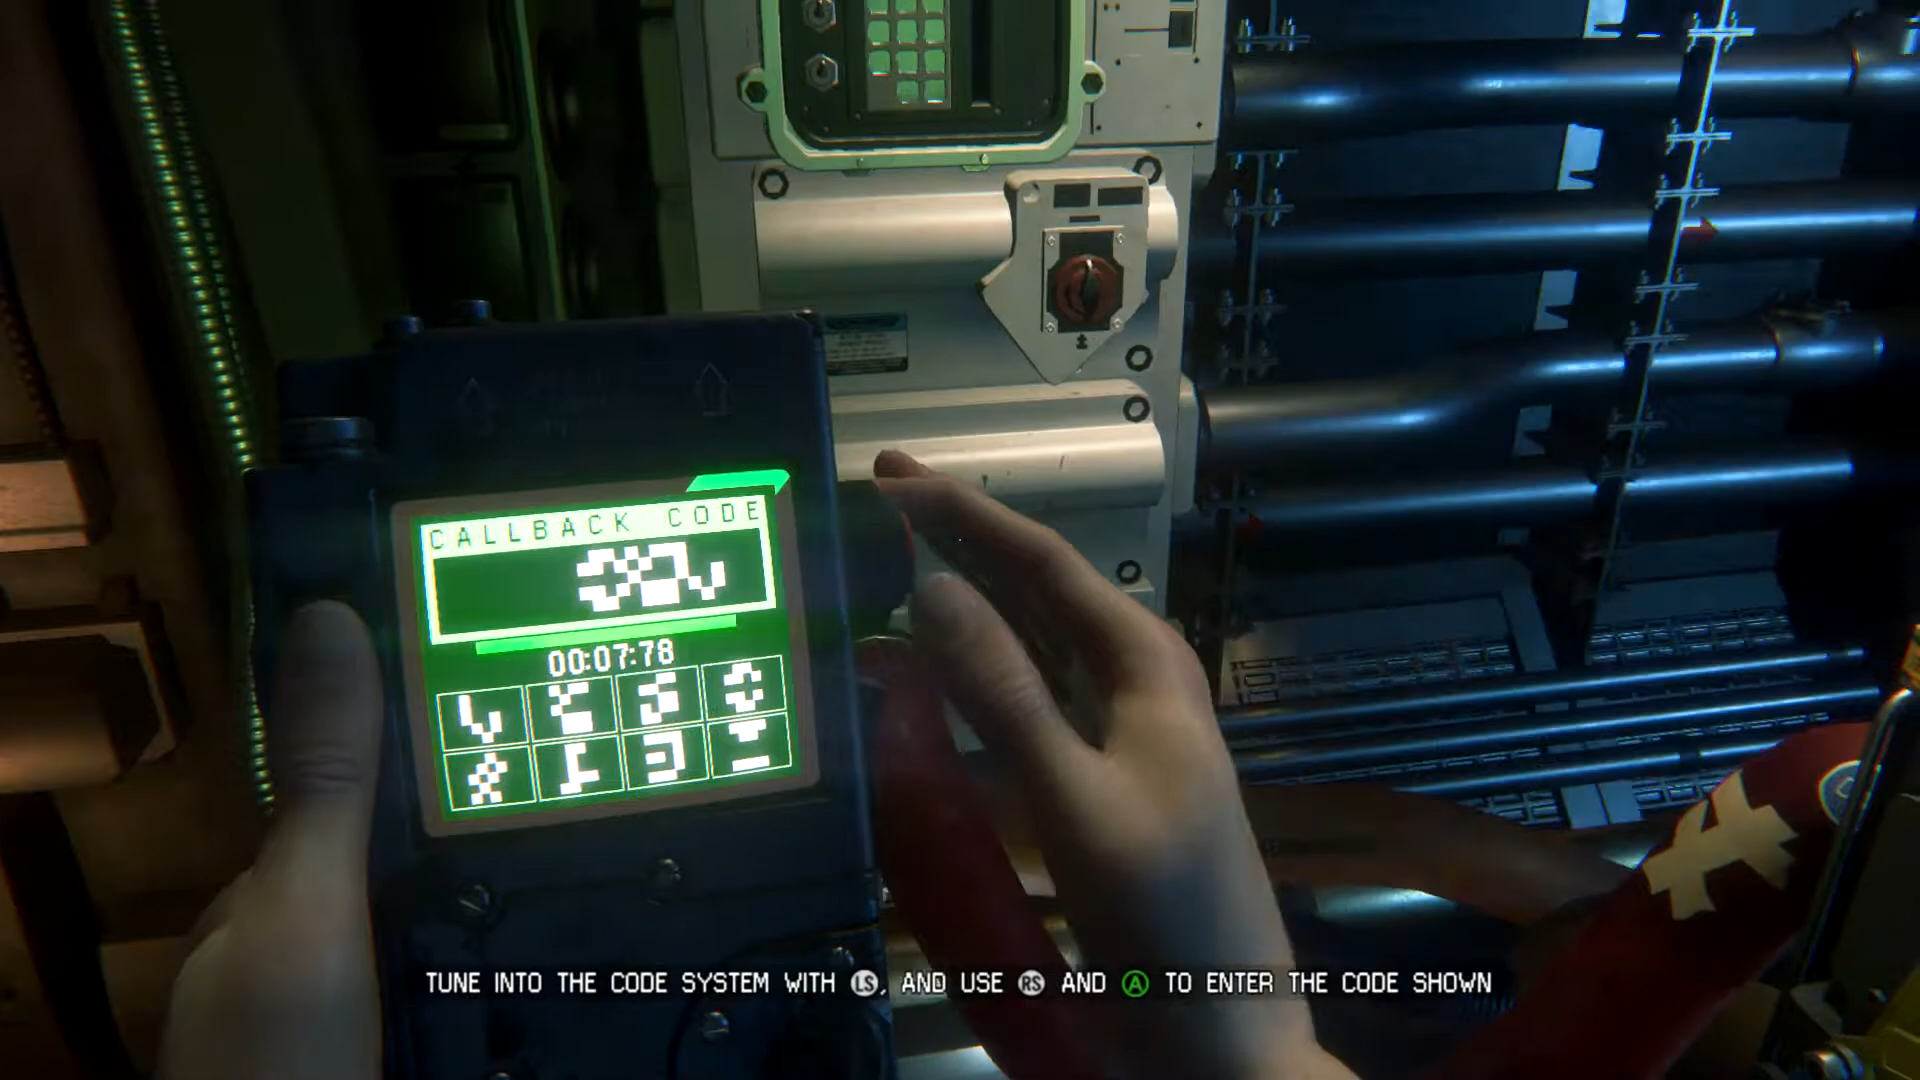 CALLBACK CODE
00:07:78
TUNE INTO THE CODE SYSTEM WITH LS, AND USE RS AND A TO ENTER THE CODE SHOWN